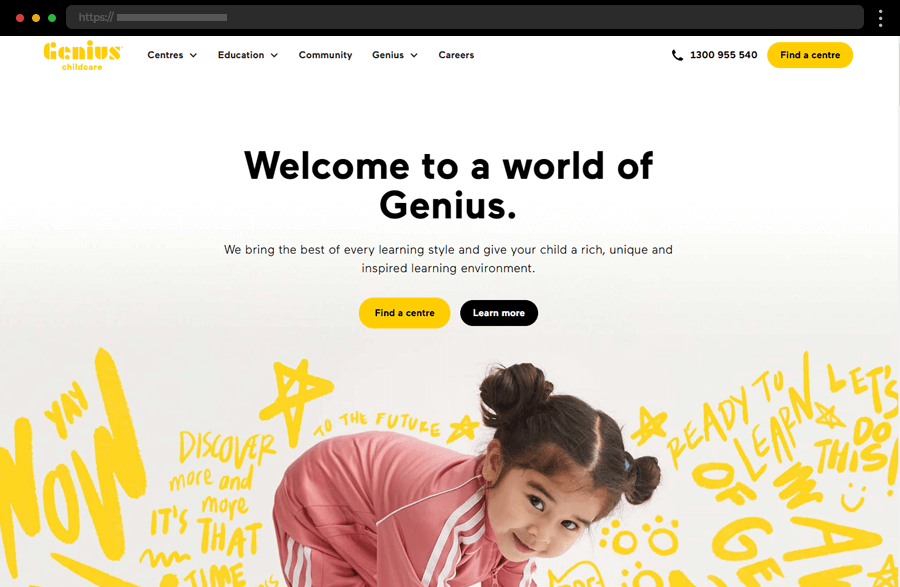 https://
Genius
childcare
Centres
Education
Community
Genius
Careers
1300 955 540
Find a centre
Welcome to a world of
Genius.
We bring the best of every learning style and give your child a rich, unique and
inspired learning environment.
Find a centre
Learn more
YAY
NOW
DISCOVER
more and
more
IT'S THAT
TIME
TO THE FUTURE
READY TO
LEARN
LET'S
DO
THIS!
OF